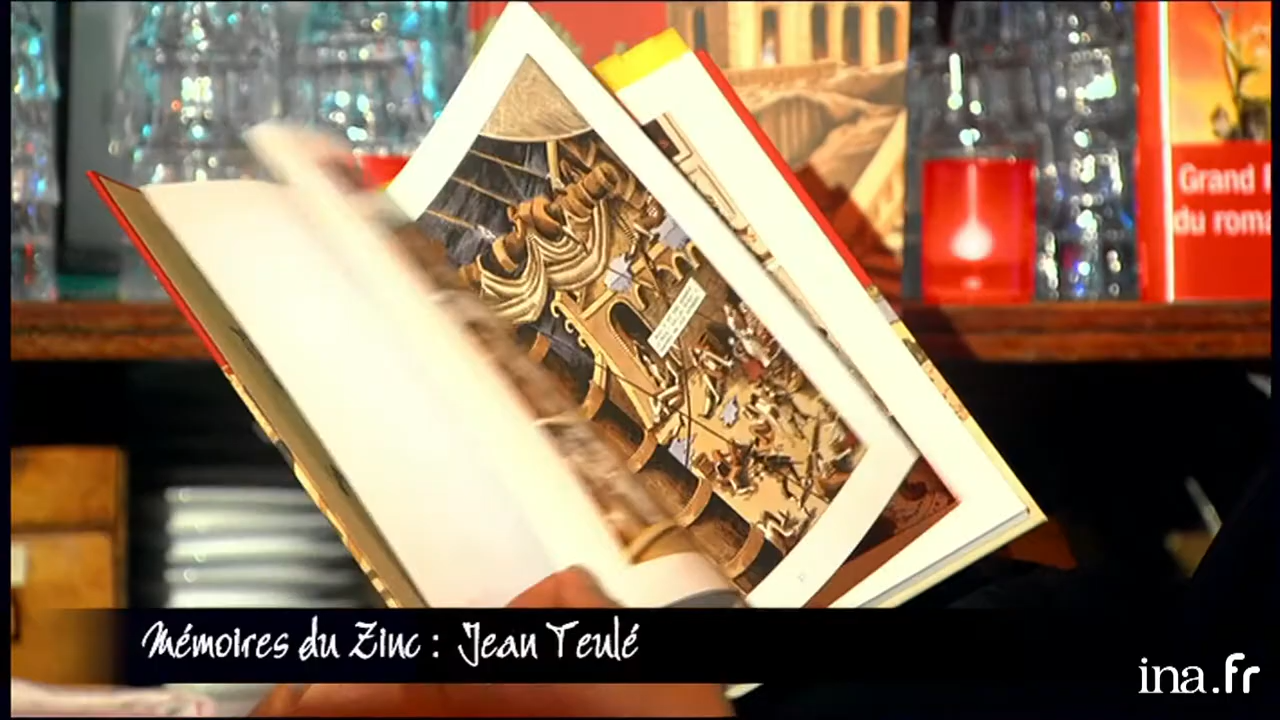 Grand
du roma
Mémoires du Zinc : Jean Teulé
ina.fr